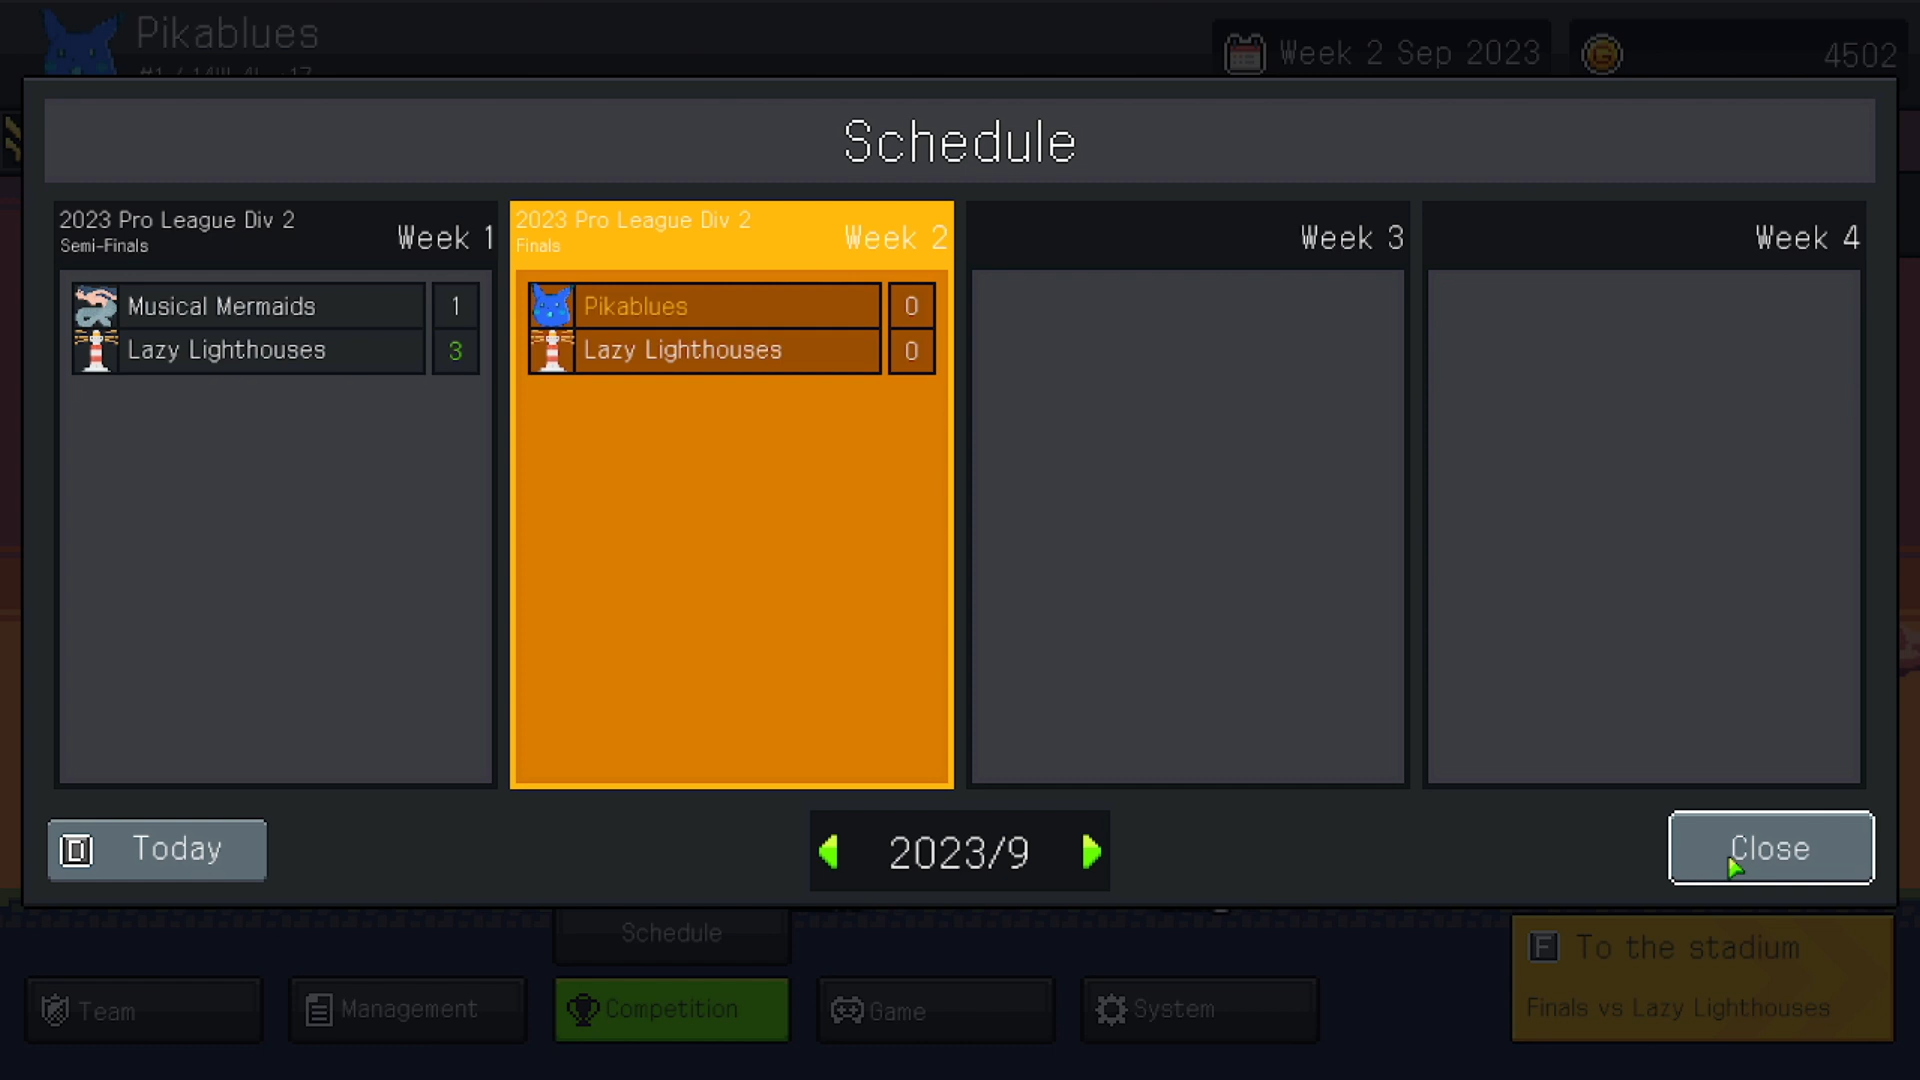 Pikablues
Week 2 Sep 2023
4502
Schedule
2023 Pro League Div 2
Semi-Finals
Week 1
Musical Mermaids 1
Lazy Lighthouses 3
2023 Pro League Div 2
Finals
Week 2
Pikablues 0
Lazy Lighthouses 0
Week 3
Week 4
D Today
2023/9
Close
Schedule
F To the stadium
Finals vs Lazy Lighthouses
Team
Management
Competition
Game
System